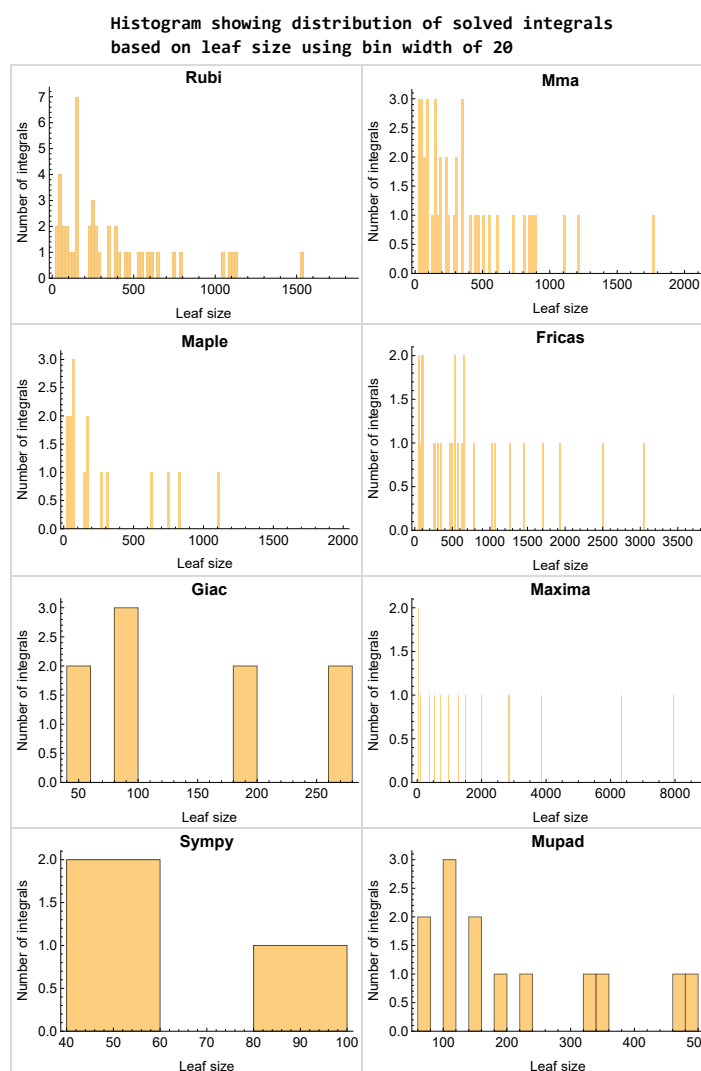 Histogram showing distribution of solved integrals
based on leaf size using bin width of 20
Rubi
Number of integrals
7
6
5
4
3
2
1
0
0 500 1000 1500
Leaf size
Mma
Number of integrals
3.0
2.5
2.0
1.5
1.0
0.5
0.0
0 500 1000 1500 2000
Leaf size
Maple
Number of integrals
3.0
2.5
2.0
1.5
1.0
0.5
0.0
0 500 1000 1500 2000
Leaf size
Fricas
Number of integrals
2.0
1.5
1.0
0.5
0.0
0 500 1000 1500 2000 2500 3000 3500
Leaf size
Giac
Number of integrals
3.0
2.5
2.0
1.5
1.0
0.5
0.0
50 100 150 200 250
Leaf size
Maxima
Number of integrals
2.0
1.5
1.0
0.5
0.0
0 2000 4000 6000 8000
Leaf size
Sympy
Number of integrals
2.0
1.5
1.0
0.5
0.0
40 50 60 70 80 90 100
Leaf size
Mupad
Number of integrals
3.0
2.5
2.0
1.5
1.0
0.5
0.0
100 200 300 400 50
Leaf size